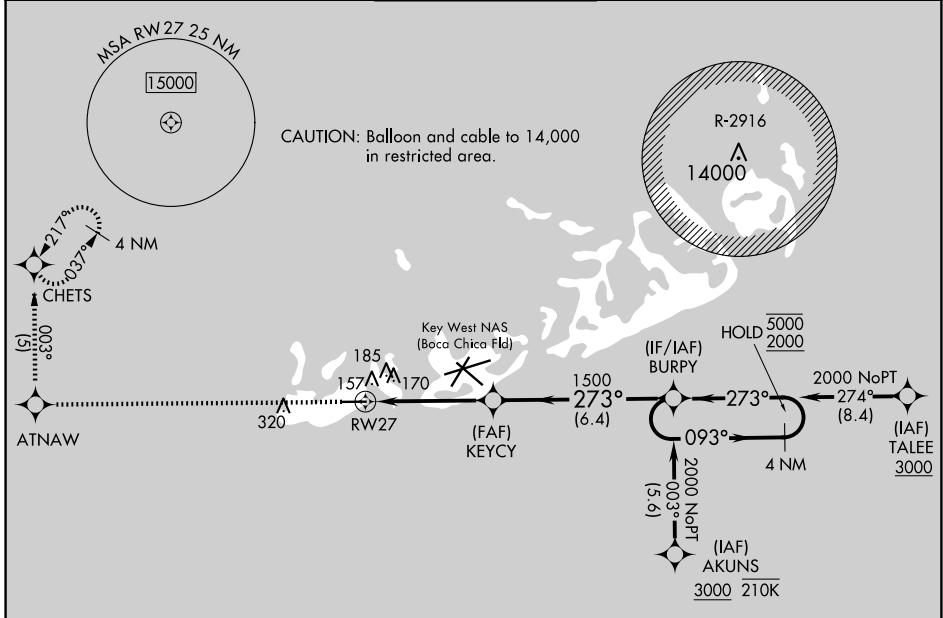 MSA RW27 25 NM
15000
CAUTION: Balloon and cable to 14,000
in restricted area.
R-2916
14000
217°
037°
4 NM
CHETS
003°
(5)
ATNAW
320
157
185
170
RW27
Key West NAS
(Boca Chica Fld)
(FAF)
KEYCY
1500
273°
(6.4)
(IF/IAF)
BURPY
HOLD 5000
2000
273°
093°
4 NM
2000 NoPT
274°
(8.4)
(IAF)
TALEE
3000
2000 NoPT
003°
(5.6)
(IAF)
AKUNS
3000 210K